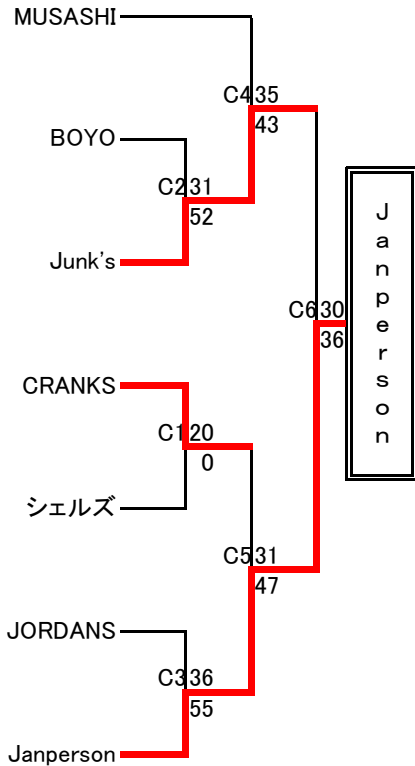 MUSASHI
C4 35
43
BOYO
C2 31
52
Junk's
Janperson
C6 30
36
CRANKS
C1 20
0
シェルズ
C5 31
47
JORDANS
C3 36
55
Janperson